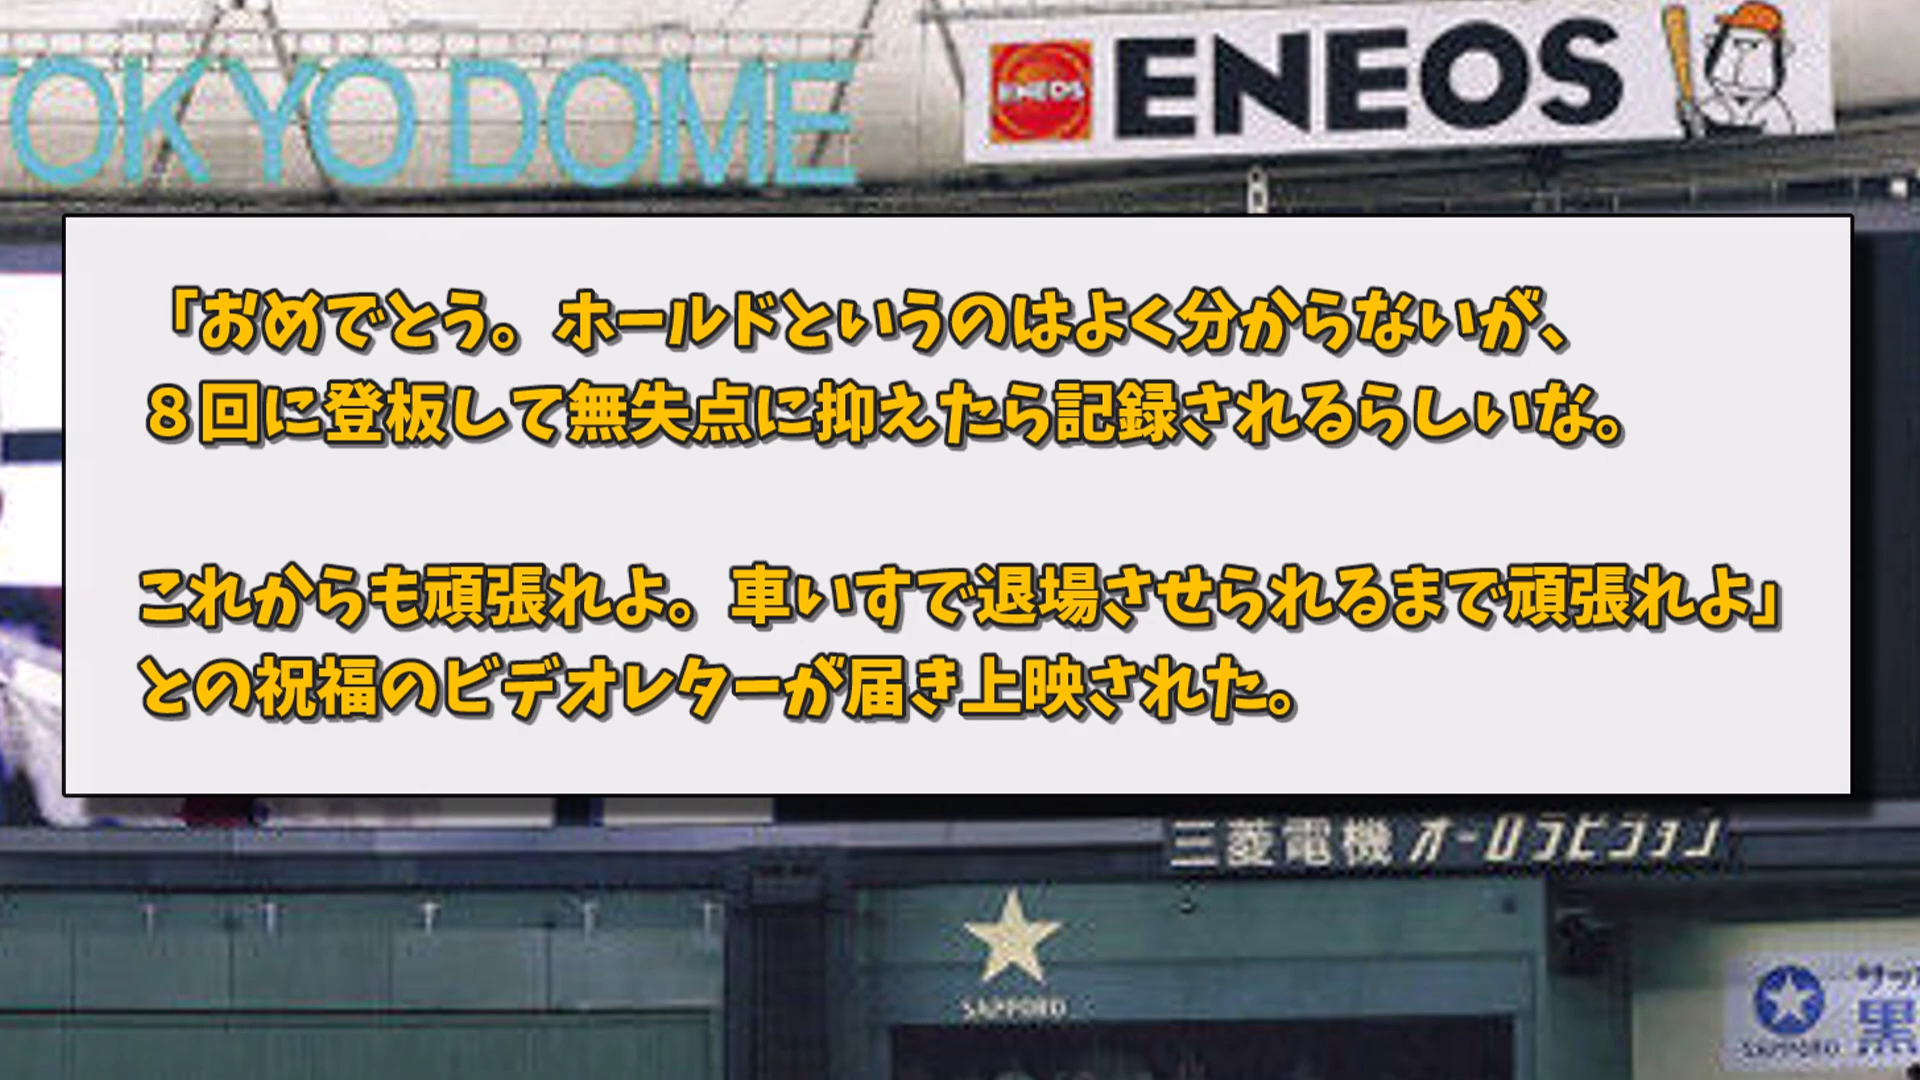 TOKYO DOME
ENEOS
ENEOS
「おめでとう。ホールドというのはよく分からないが、
８回に登板して無失点に抑えたら記録されるらしいな。
これからも頑張れよ。車いすで退場させられるまで頑張れよ」
との祝福のビデオレターが届き上映された。
三菱電機 オーロラビジョン
SAPPORO
サッ
黒
SAPPORO